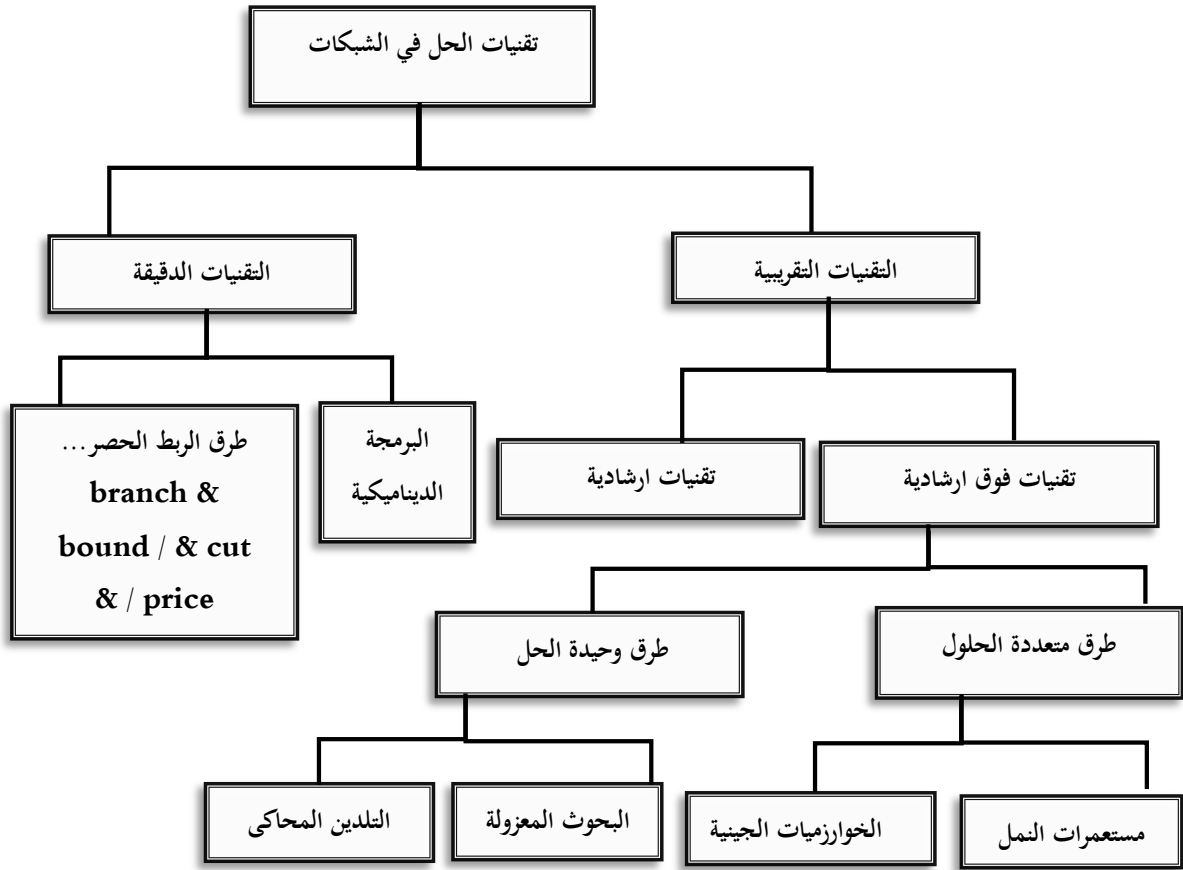 تقنيات الحل في الشبكات
التقنيات التقريبية
التقنيات الدقيقة
تقنيات فوق ارشادية
تقنيات ارشادية
البرمجة
الديناميكية
طرق الربط الحصر...
branch &
bound / & cut
& / price
طرق متعددة الحلول
طرق وحيدة الحل
مستعمرات النمل
الخوارزميات الجينية
البحوث المعزولة
التلدين المحاكى